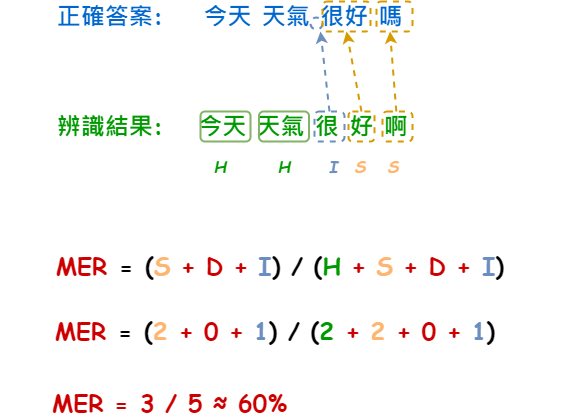 正確答案: 今天 天氣 很好 嗎
辨識結果: 今天 天氣 很 好 啊
H H I S S
MER = (S + D + I) / (H + S + D + I)
MER = (2 + 0 + 1) / (2 + 2 + 0 + 1)
MER = 3 / 5 ≈ 60%